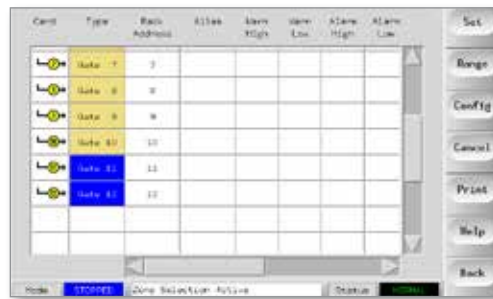 Card Type Rack Address Alias Warn High Warn Low Alarm High Alarm Low
Gate 7 7
Gate 8 8
Gate 9 9
Gate 10 10
Gate 11 11
Gate 12 12
Set
Range
Config
Cancel
Print
Help
Back
Mode STOPPED Zone Selection Active Status NORMAL